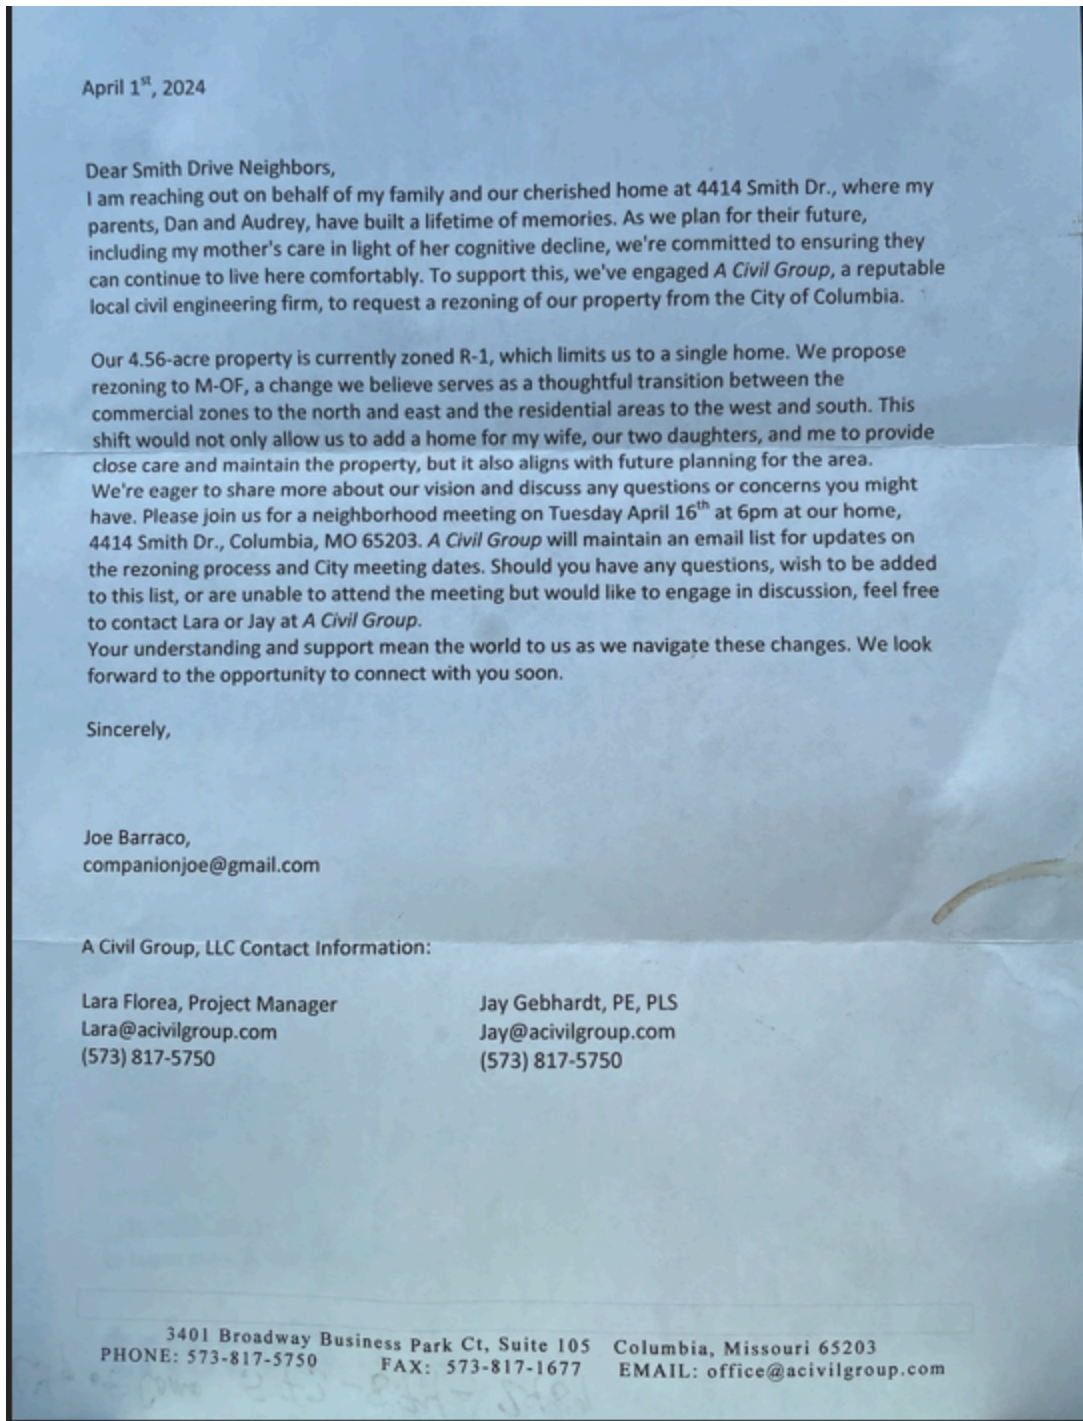 April 1st, 2024
Dear Smith Drive Neighbors,
I am reaching out on behalf of my family and our cherished home at 4414 Smith Dr., where my
parents, Dan and Audrey, have built a lifetime of memories. As we plan for their future,
including my mother's care in light of her cognitive decline, we're committed to ensuring they
can continue to live here comfortably. To support this, we've engaged A Civil Group, a reputable
local civil engineering firm, to request a rezoning of our property from the City of Columbia.
Our 4.56-acre property is currently zoned R-1, which limits us to a single home. We propose
rezoning to M-OF, a change we believe serves as a thoughtful transition between the
commercial zones to the north and east and the residential areas to the west and south. This
shift would not only allow us to add a home for my wife, our two daughters, and me to provide
close care and maintain the property, but it also aligns with future planning for the area.
We're eager to share more about our vision and discuss any questions or concerns you might
have. Please join us for a neighborhood meeting on Tuesday April 16th at 6pm at our home,
4414 Smith Dr., Columbia, MO 65203. A Civil Group will maintain an email list for updates on
the rezoning process and City meeting dates. Should you have any questions, wish to be added
to this list, or are unable to attend the meeting but would like to engage in discussion, feel free
to contact Lara or Jay at A Civil Group.
Your understanding and support mean the world to us as we navigate these changes. We look
forward to the opportunity to connect with you soon.
Sincerely,
Joe Barraco,
companionjoe@gmail.com
A Civil Group, LLC Contact Information:
Lara Florea, Project Manager Jay Gebhardt, PE, PLS
Lara@acivilgroup.com Jay@acivilgroup.com
(573) 817-5750 (573) 817-5750
3401 Broadway Business Park Ct, Suite 105 Columbia, Missouri 65203
PHONE: 573-817-5750 FAX: 573-817-1677 EMAIL: office@acivilgroup.com